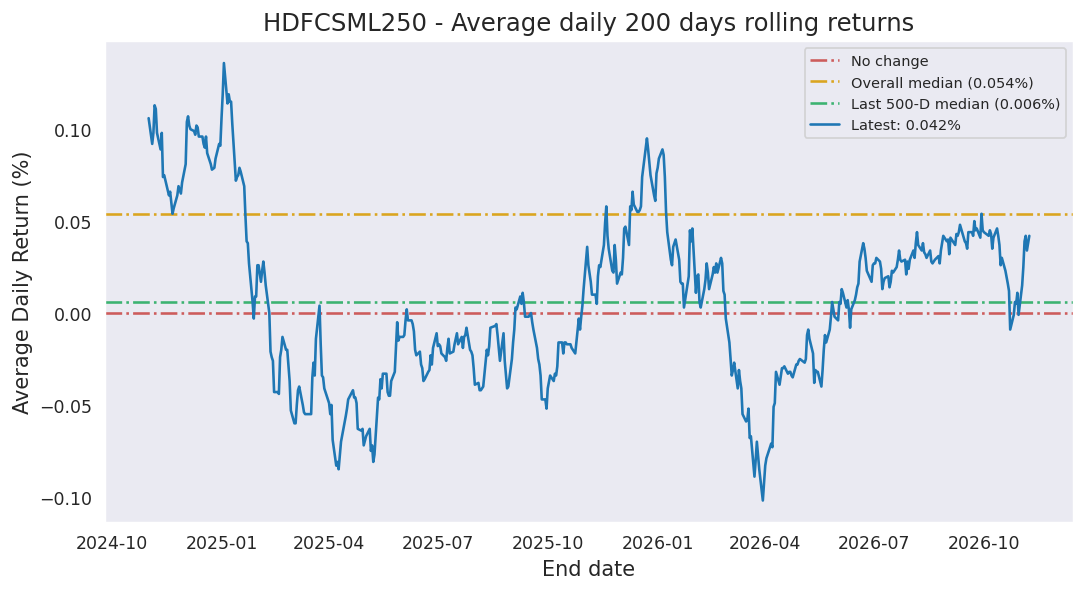 HDFCSML250 - Average daily 200 days rolling returns
No change
Overall median (0.054%)
Last 500-D median (0.006%)
Latest: 0.042%
Average Daily Return (%)
0.10
0.05
0.00
−0.05
−0.10
2024-10 2025-01 2025-04 2025-07 2025-10 2026-01 2026-04 2026-07 2026-10
End date